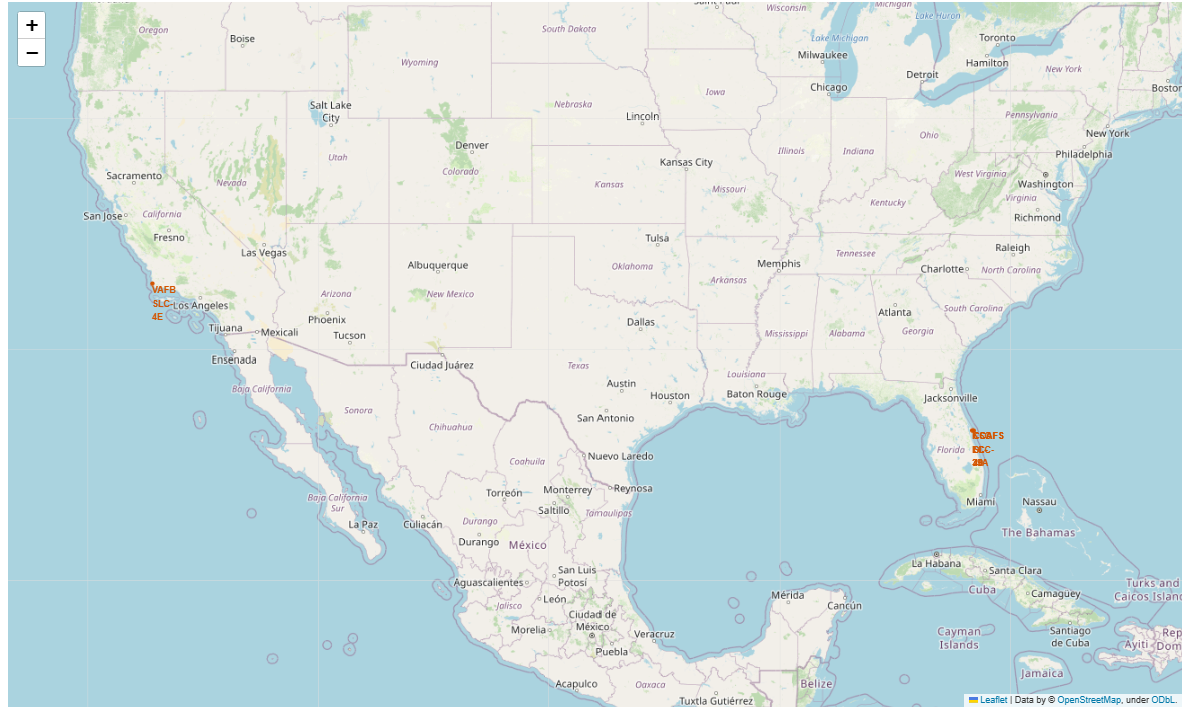 +
−
Oregon
Boise
South Dakota
Wisconsin
Michigan
Lake Huron
Toronto
Hamilton
Lake Michigan
Milwaukee
Wyoming
Detroit
New York
Chicago
Boston
Iowa
Nebraska
Salt Lake
City
Lincoln
Pennsylvania
New York
Ohio
Denver
Utah
Illinois
Indiana
Philadelphia
Kansas City
Colorado
Sacramento
Nevada
Kansas
Missouri
West Virginia
Washington
Virginia
Kentucky
San Jose
California
Richmond
Fresno
Tulsa
Las Vegas
Raleigh
Tennessee
Albuquerque
Oklahoma
Memphis
Charlotte
North Carolina
Arkansas
VAFB
SLC-
4E
Los Angeles
Arizona
New Mexico
South Carolina
Atlanta
Phoenix
Dallas
Tijuana
Mexicali
Tucson
Mississippi
Alabama
Georgia
Ensenada
Ciudad Juárez
Texas
Louisiana
Baja California
Austin
Houston
Baton Rouge
Jacksonville
Sonora
San Antonio
Chihuahua
Florida
Nuevo Laredo
Coahuila
Baja California
Sur
Torreón
Monterrey
Reynosa
Miami
Nassau
Saltillo
Tamaulipas
La Paz
Culiacán
Durango
Durango
México
The Bahamas
La Habana
Santa Clara
San Luis
Potosí
Aguascalientes
Cuba
Camagüey
Turks and
León
Mérida
Cancún
Jalisco
Ciudad de
México
Morelia
Veracruz
Cayman
Islands
Santiago
de Cuba
Ayiti
Puebla
Jamaica
Acapulco
Oaxaca
Belize
Tuxtla Gutiérrez
Leaflet | Data by © OpenStreetMap, under ODbL.